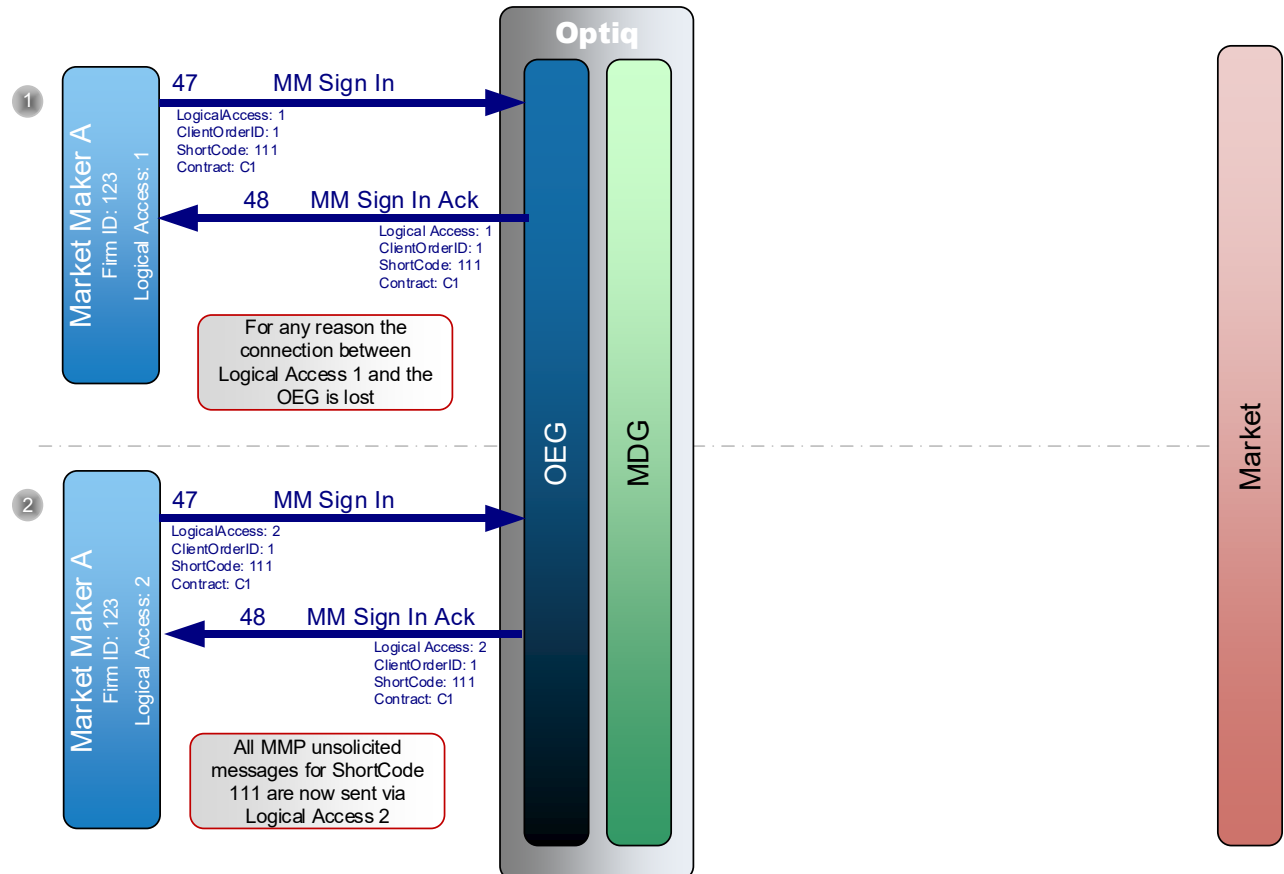 Optiq
1
Market Maker A
Firm ID: 123
Logical Access: 1
47 MM Sign In
LogicalAccess: 1
ClientOrderID: 1
ShortCode: 111
Contract: C1
48 MM Sign In Ack
Logical Access: 1
ClientOrderID: 1
ShortCode: 111
Contract: C1
For any reason the
connection between
Logical Access 1 and the
OEG is lost
OEG
MDG
Market
2
Market Maker A
Firm ID: 123
Logical Access: 2
47 MM Sign In
LogicalAccess: 2
ClientOrderID: 1
ShortCode: 111
Contract: C1
48 MM Sign In Ack
Logical Access: 2
ClientOrderID: 1
ShortCode: 111
Contract: C1
All MMP unsolicited
messages for ShortCode
111 are now sent via
Logical Access 2